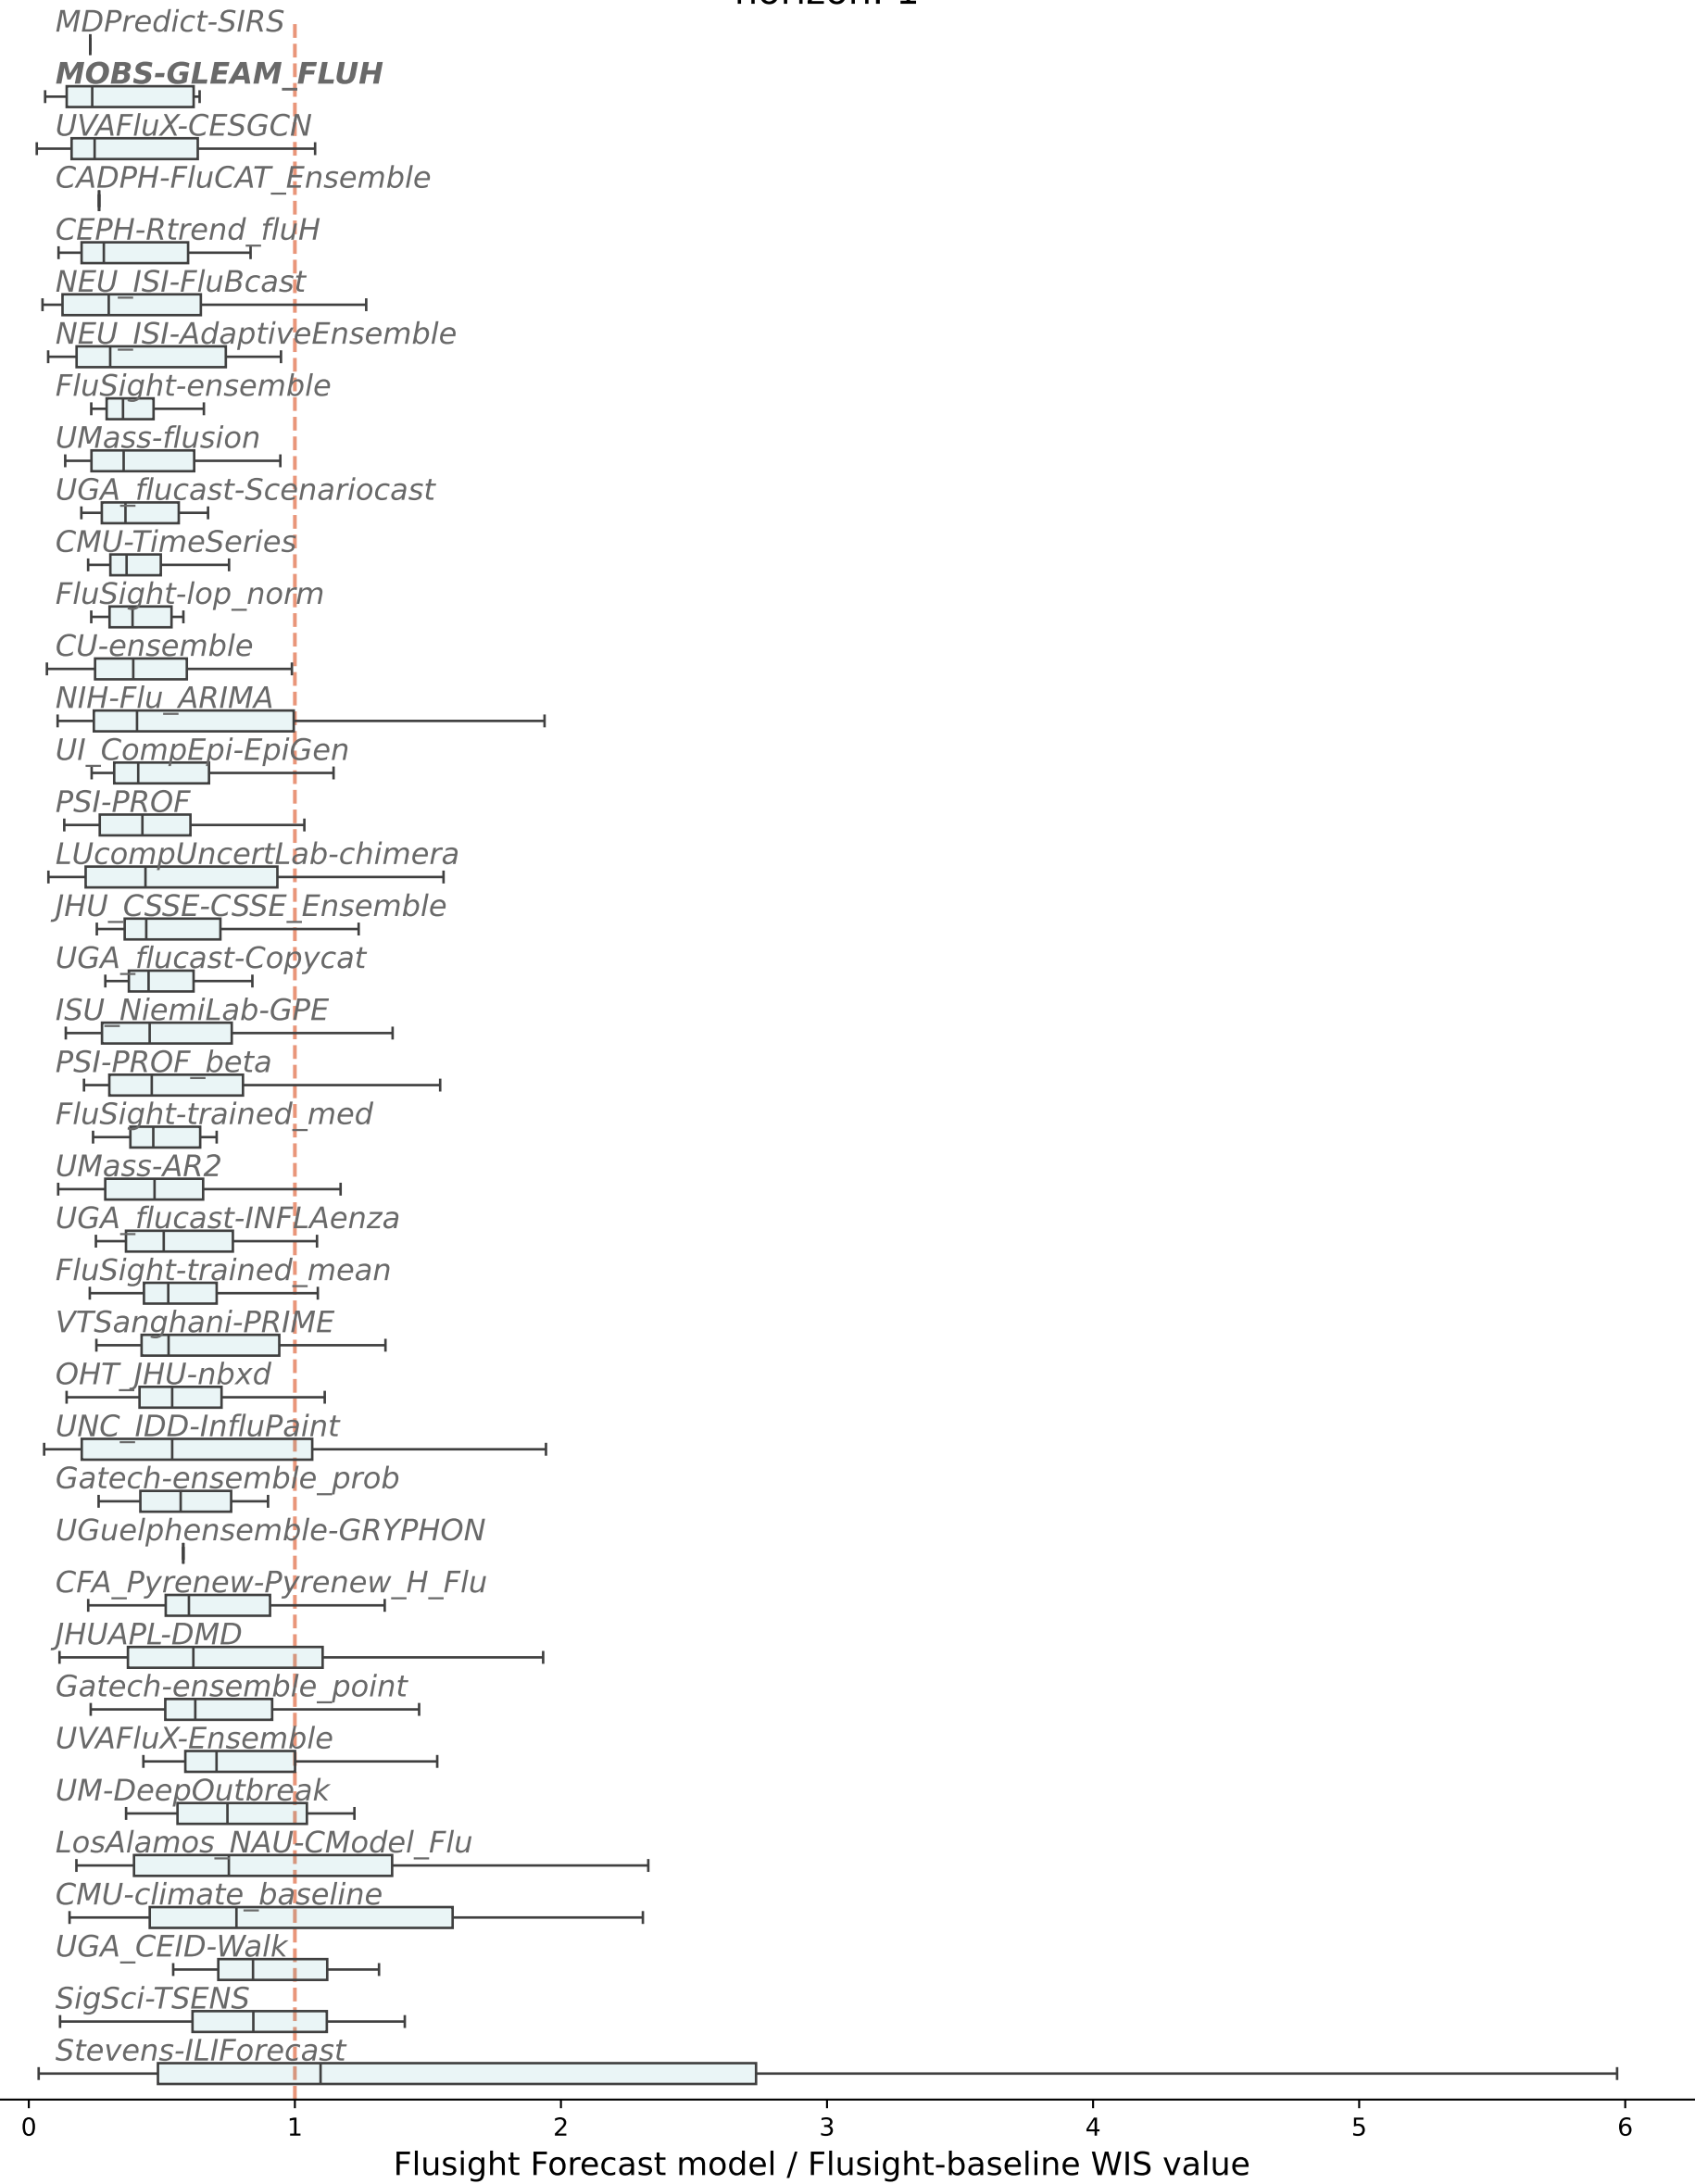 horizon: 1
MDPredict-SIRS
MOBS-GLEAM_FLUH
UVAFluX-CESGCN
CADPH-FluCAT_Ensemble
CEPH-Rtrend_fluH
NEU_ISI-FluBcast
NEU_ISI-AdaptiveEnsemble
FluSight-ensemble
UMass-flusion
UGA_flucast-Scenariocast
CMU-TimeSeries
FluSight-lop_norm
CU-ensemble
NIH-Flu_ARIMA
UI_CompEpi-EpiGen
PSI-PROF
LUcompUncertLab-chimera
JHU_CSSE-CSSE_Ensemble
UGA_flucast-Copycat
ISU_NiemiLab-GPE
PSI-PROF_beta
FluSight-trained_med
UMass-AR2
UGA_flucast-INFLAenza
FluSight-trained_mean
VTSanghani-PRIME
OHT_JHU-nbxd
UNC_IDD-InfluPaint
Gatech-ensemble_prob
UGuelphensemble-GRYPHON
CFA_Pyrenew-Pyrenew_H_Flu
JHUAPL-DMD
Gatech-ensemble_point
UVAFluX-Ensemble
UM-DeepOutbreak
LosAlamos_NAU-CModel_Flu
CMU-climate_baseline
UGA_CEID-Walk
SigSci-TSENS
Stevens-ILIForecast
0 1 2 3 4 5 6
Flusight Forecast model / Flusight-baseline WIS value